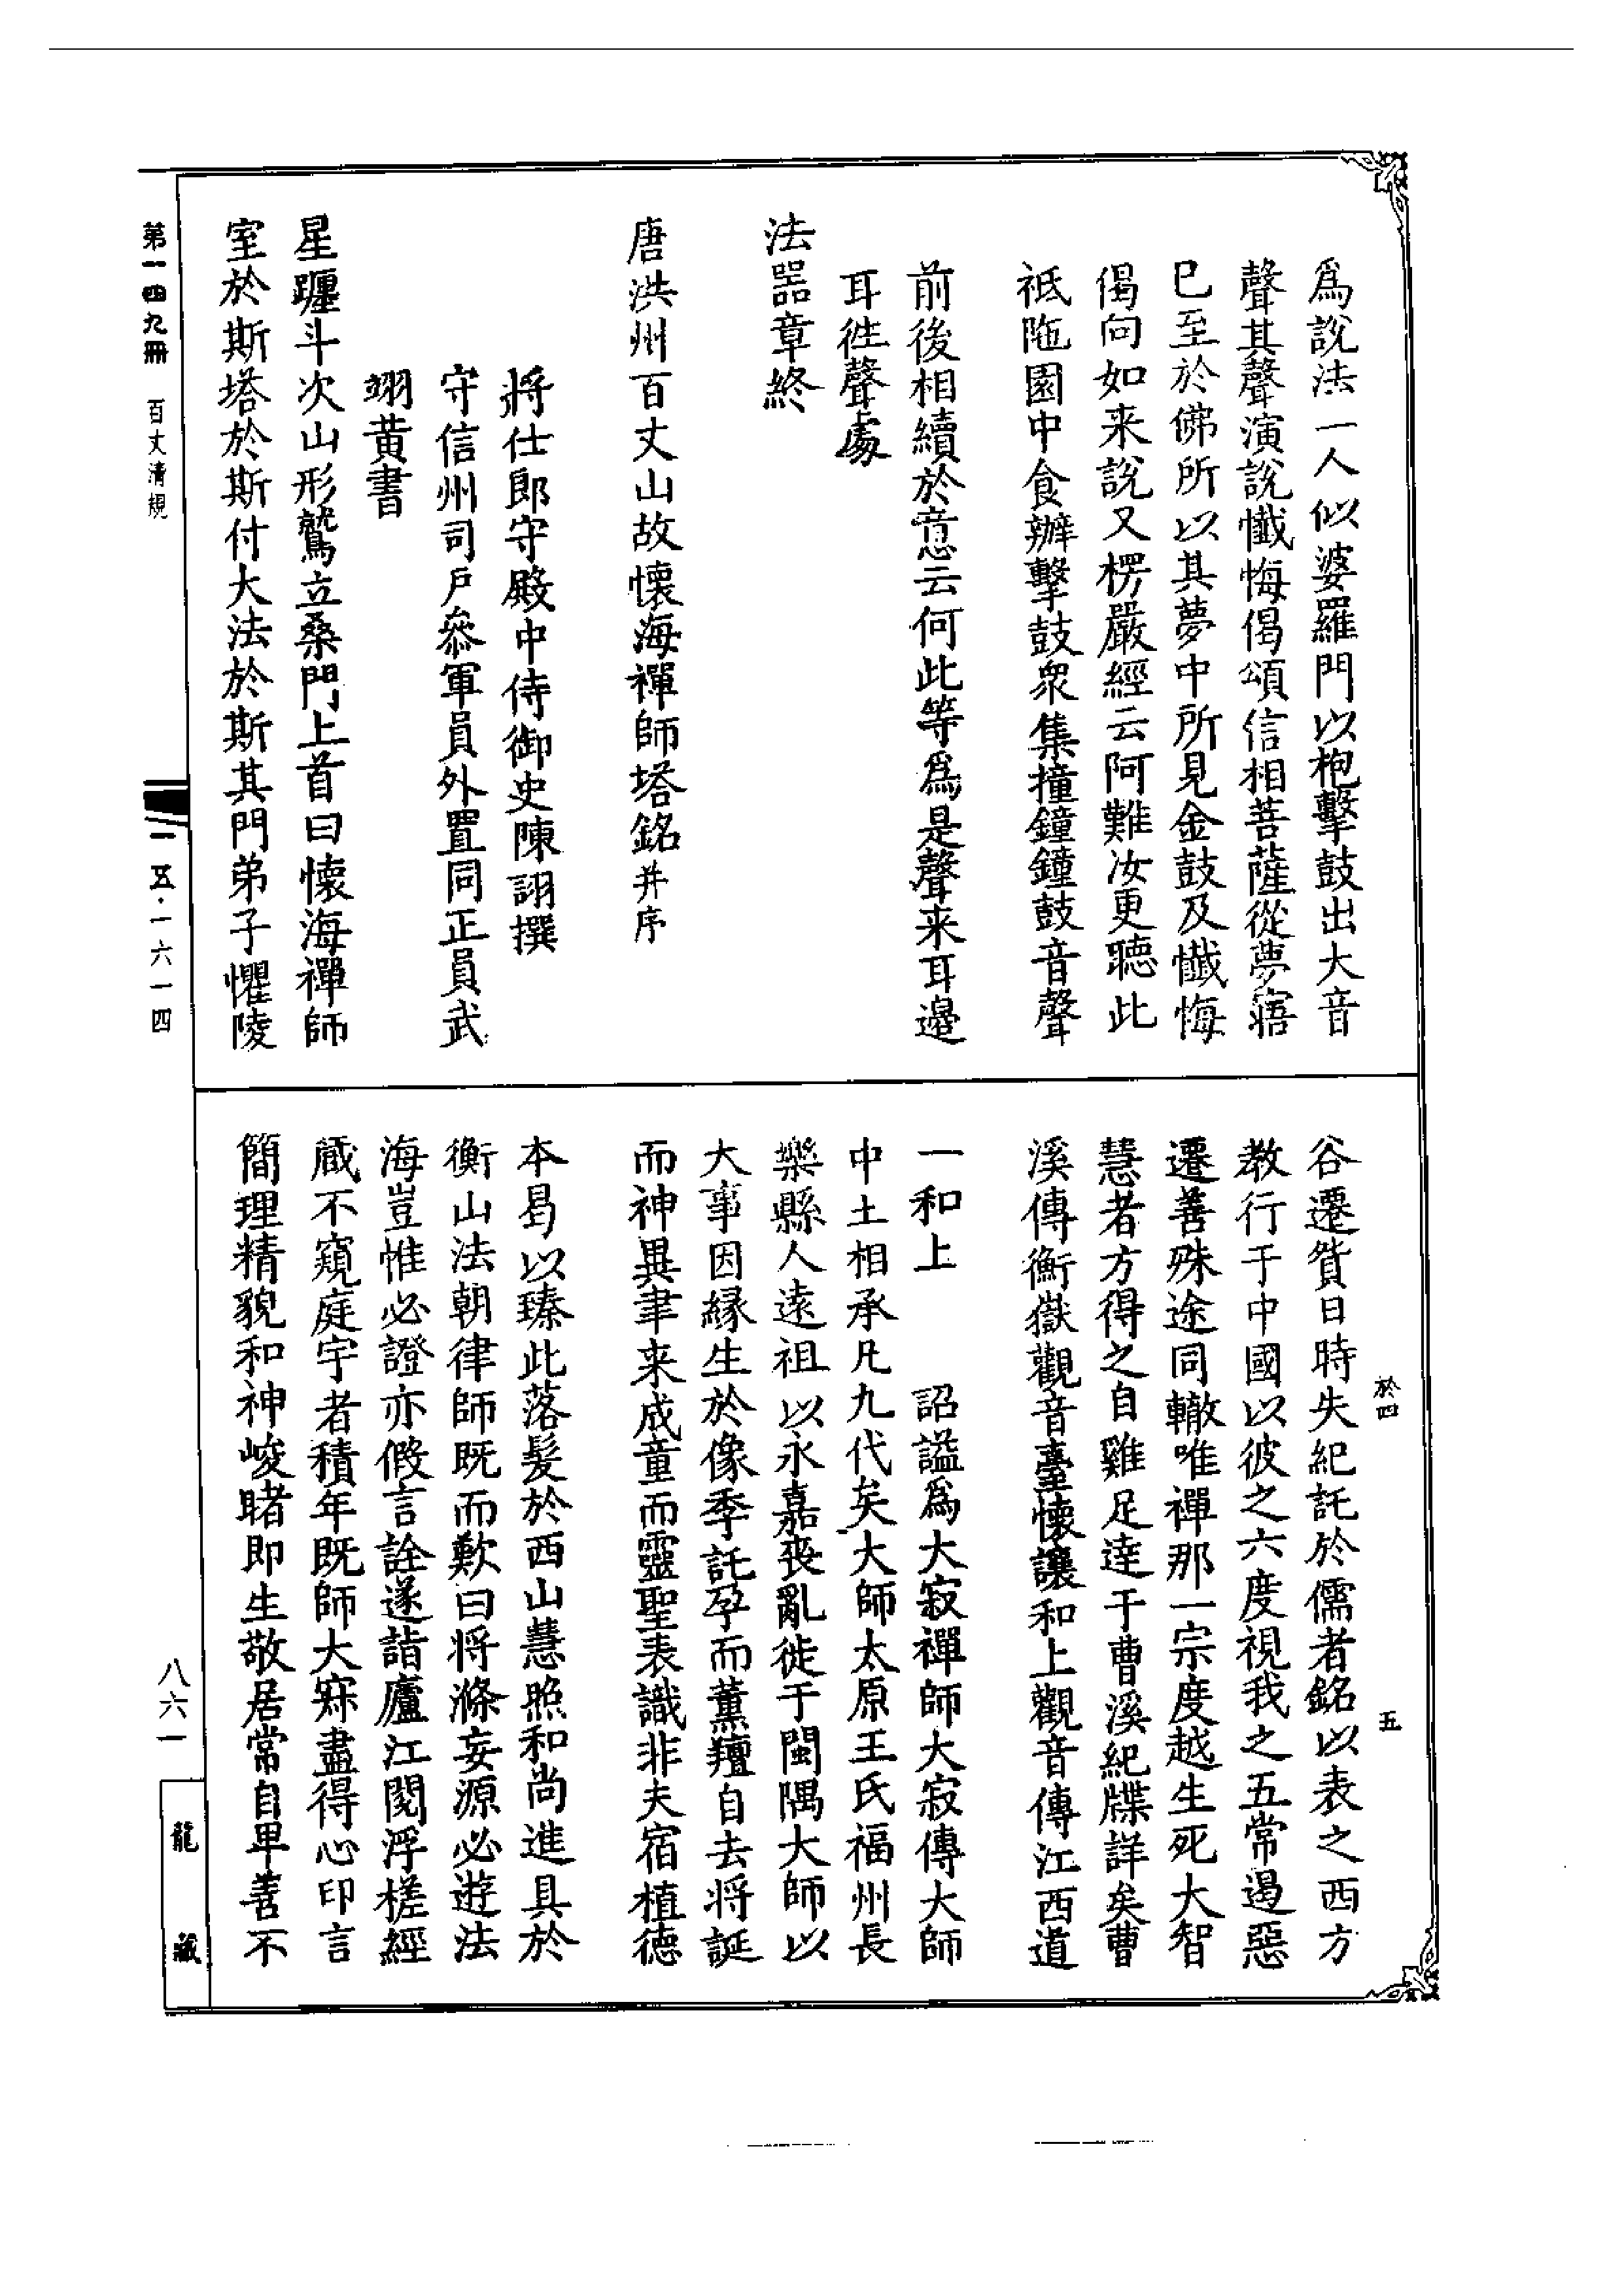 爲說法一人似婆羅門以枹擊鼓出大音
聲其聲演說懺悔偈頌信相菩薩從夢寤
巳至於佛所以其夢中所見金鼓及懺悔
偈向如来說又楞嚴經云阿難汝更聽此
祇陁園中食辦擊鼓衆集撞鐘鐘鼓音聲
前後相續於意云何此等爲是聲来耳邉
耳徃聲處
法器章終
唐洪州百丈山故懷海禪師塔銘并序
將仕郎守殿中侍御史陳詡撰
守信州司戶叅軍員外置同正員武
翊黄書
星躔斗次山形鷲立桑門上首曰懷海禪師
室於斯塔於斯付大法於斯其門弟子懼陵
谷遷貿日時失紀託於儒者銘以表之西方
教行于中國以彼之六度視我之五常遏惡
遷善殊途同轍唯禪那一宗度越生死大智
慧者方得之自雞足逹于曹溪紀牒詳矣曹
溪傳衡嶽觀音臺懷讓和上觀音傳江西道
一和上　詔謚爲大寂禪師大寂傳大師
中土相承凡九代矣大師太原王氏福州長
樂縣人遠祖以永嘉喪亂徙于閩隅大師以
大事因縁生於像季託孕而薰羶自去将誕
而神異聿来成童而靈聖表識非夫宿植德
本曷以臻此落髮於西山慧照和尚進具於
衡山法朝律師既而歎曰将滌妄源必遊法
海豈惟必證亦假言詮遂詣廬江閱浮槎經
藏不窺庭宇者積年既師大寂盡得心印言
簡理精貌和神峻睹即生敬居常自卑善不
於四
五
第一四九冊 百丈清規
一五·一六一四
八六一
龍藏